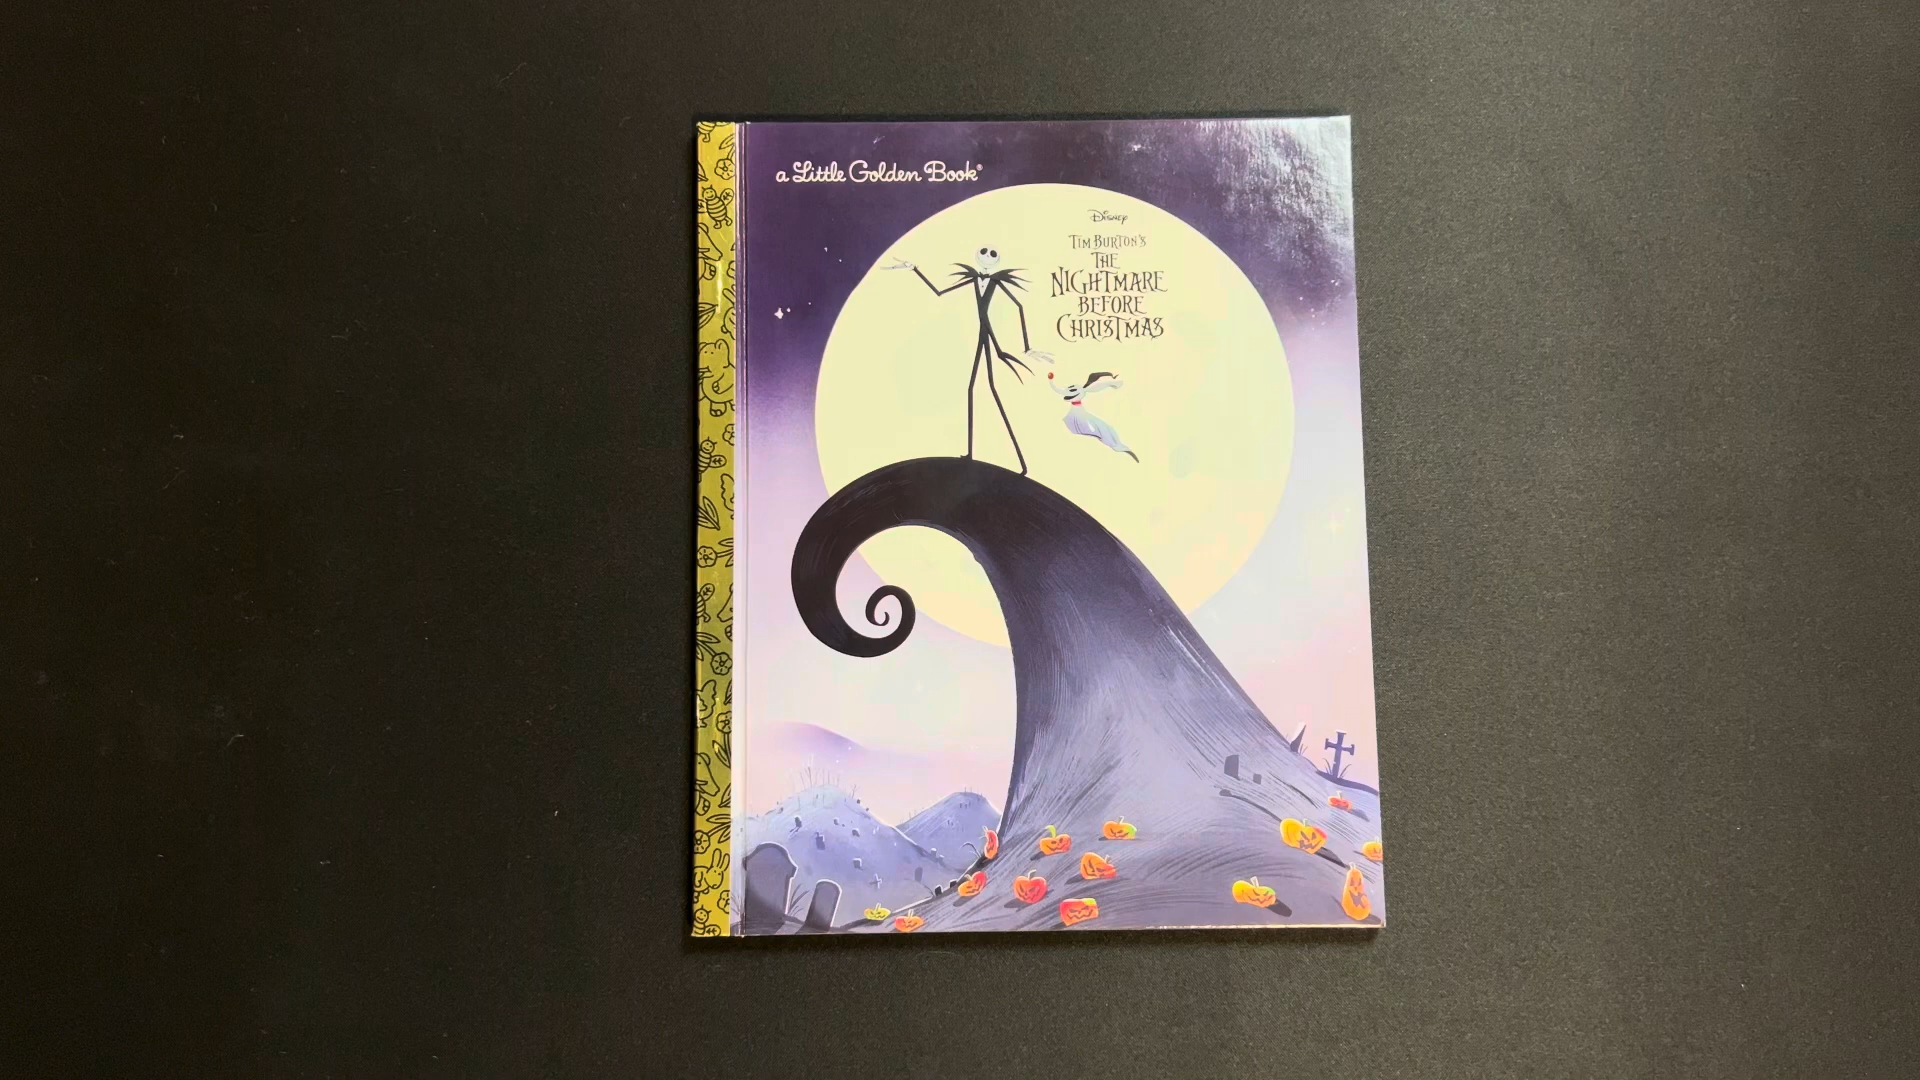 a Little Golden Book®
Disney
Tim Burton's
The
Nightmare
Before
Christmas